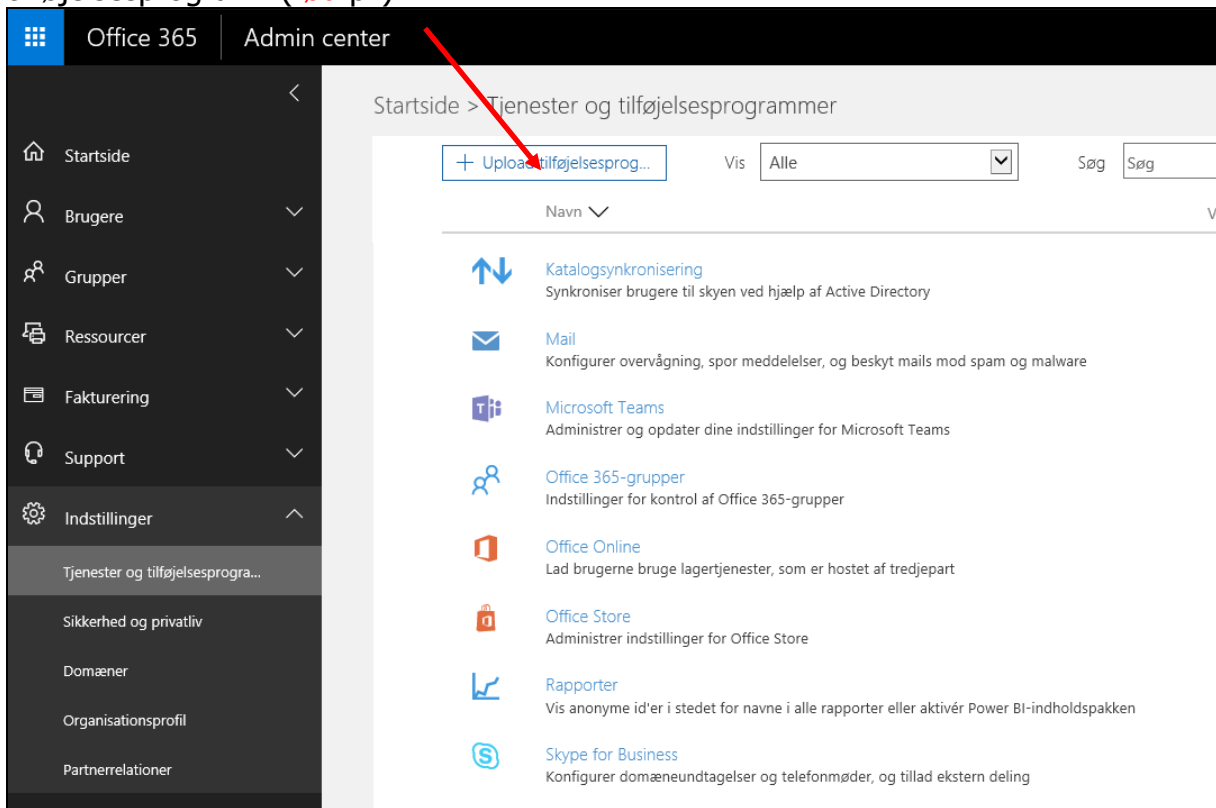 Office 365 Admin center
Startside > Tjenester og tilføjelsesprogrammer
Startside
Brugere
Grupper
Ressourcer
Fakturering
Support
Indstillinger
Tjenester og tilføjelsesprogra...
Sikkerhed og privatliv
Domæner
Organisationsprofil
Partnerrelationer
+ Upload tilføjelsesprog... Vis Alle Søg Søg
Navn V
Katalogsynkronisering
Synkroniser brugere til skyen ved hjælp af Active Directory
Mail
Konfigurer overvågning, spor meddelelser, og beskyt mails mod spam og malware
Microsoft Teams
Administrer og opdater dine indstillinger for Microsoft Teams
Office 365-grupper
Indstillinger for kontrol af Office 365-grupper
Office Online
Lad brugerne bruge lagertjenester, som er hostet af tredjepart
Office Store
Administrer indstillinger for Office Store
Rapporter
Vis anonyme id'er i stedet for navne i alle rapporter eller aktivér Power BI-indholdspakken
Skype for Business
Konfigurer domæneundtagelser og telefonmøder, og tillad ekstern deling